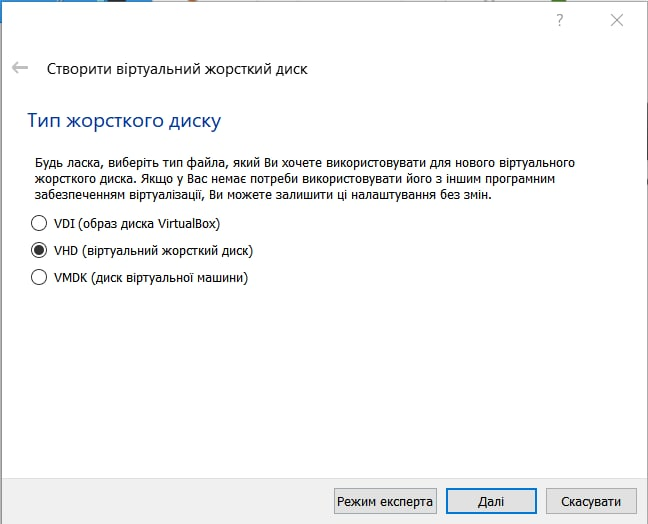 ?
Створити віртуальний жорсткий диск
Тип жорсткого диску
Будь ласка, виберіть тип файла, який Ви хочете використовувати для нового віртуального
жорсткого диска. Якщо у Вас немає потреби використовувати його з іншим програмним
забезпеченням віртуалізації, Ви можете залишити ці налаштування без змін.
VDI (образ диска VirtualBox)
VHD (віртуальний жорсткий диск)
VMDK (диск віртуальної машини)
Режим експерта Далі Скасувати